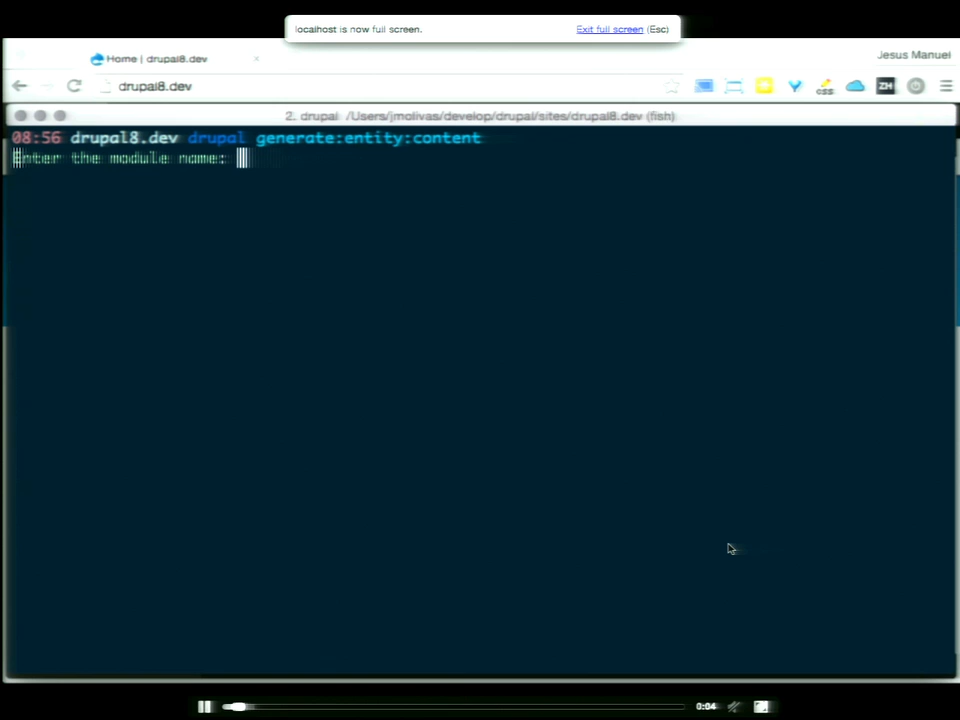 localhost is now full screen. Exit full screen (Esc)
Home | drupal8.dev × Jesus Manuel
drupal8.dev CSS ZH
2. drupal /Users/jmolivas/develop/drupal/sites/drupal8.dev (fish)
08:56 drupal8.dev drupal generate:entity:content
Enter the module name:
0:04